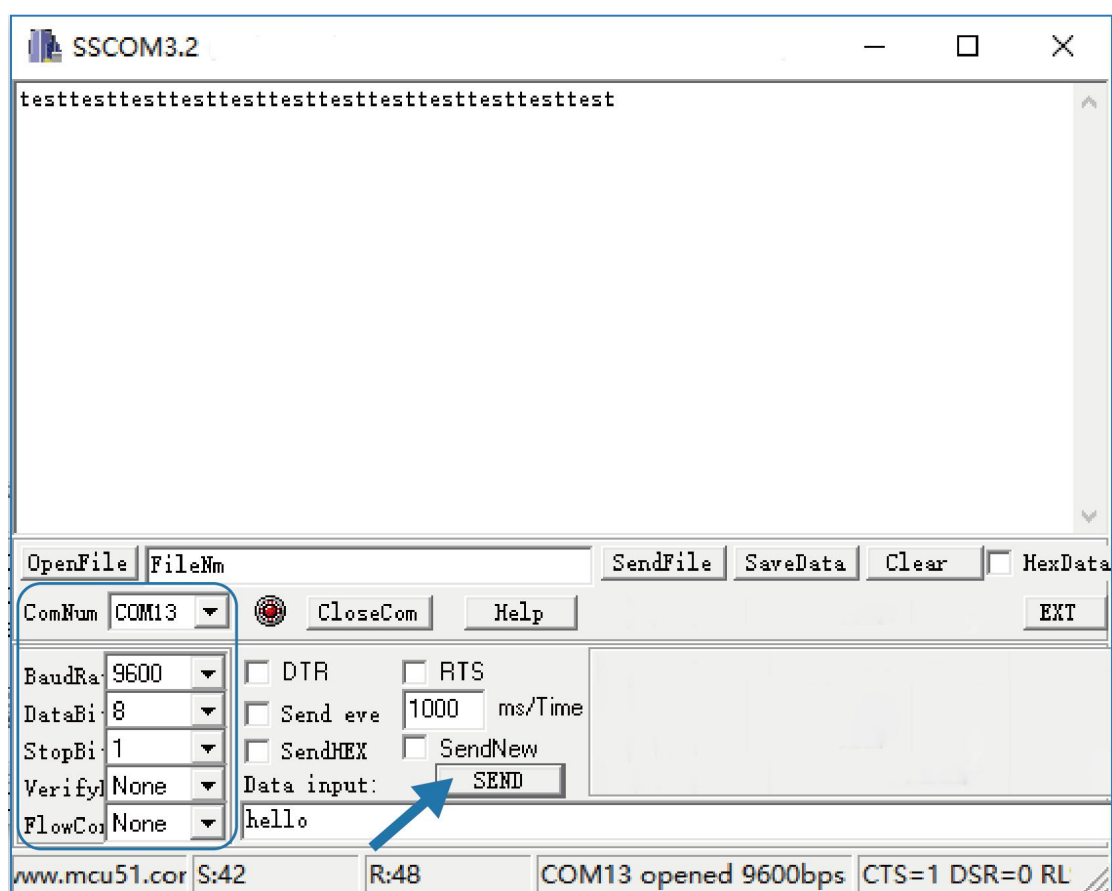 SSCOM3.2
testtesttesttesttesttesttesttesttesttesttesttest
OpenFile FileNm SendFile SaveData Clear HexData
ComNum COM13 CloseCom Help EXT
BaudRa 9600 DTR RTS
DataBi 8 Send eve 1000 ms/Time
StopBi 1 SendHEX SendNew
Verify None Data input: SEND
FlowCo None hello
www.mcu51.cor S:42 R:48 COM13 opened 9600bps CTS=1 DSR=0 RL